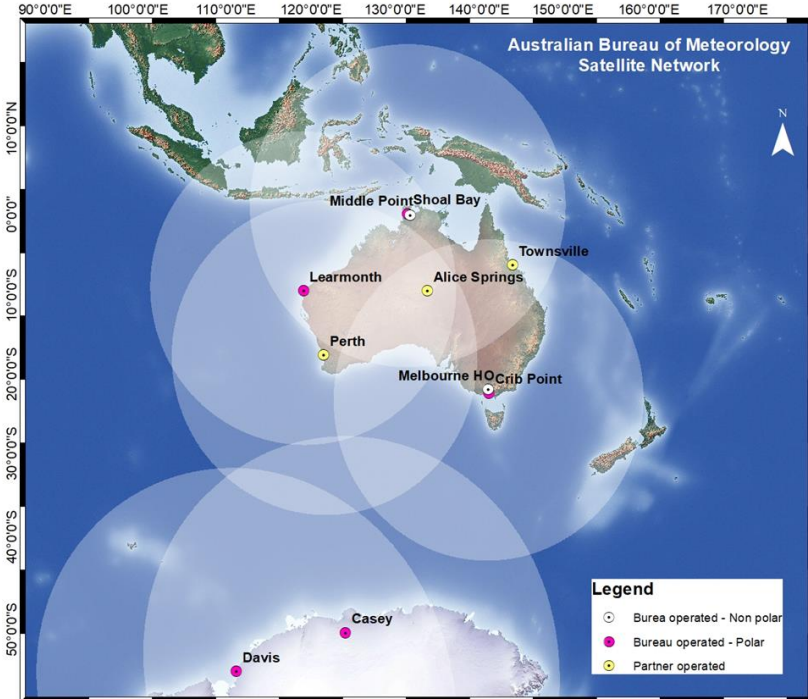 90°0'0"E 100°0'0"E 110°0'0"E 120°0'0"E 130°0'0"E 140°0'0"E 150°0'0"E 160°0'0"E 170°0'0"E
Australian Bureau of Meteorology
Satellite Network
N
10°0'0"N
0°0'0"
10°0'0"S
20°0'0"S
30°0'0"S
40°0'0"S
50°0'0"S
Middle Point Shoal Bay
Townsville
Learmonth
Alice Springs
Perth
Melbourne HO Crib Point
Casey
Davis
Legend
Burea operated - Non polar
Bureau operated - Polar
Partner operated